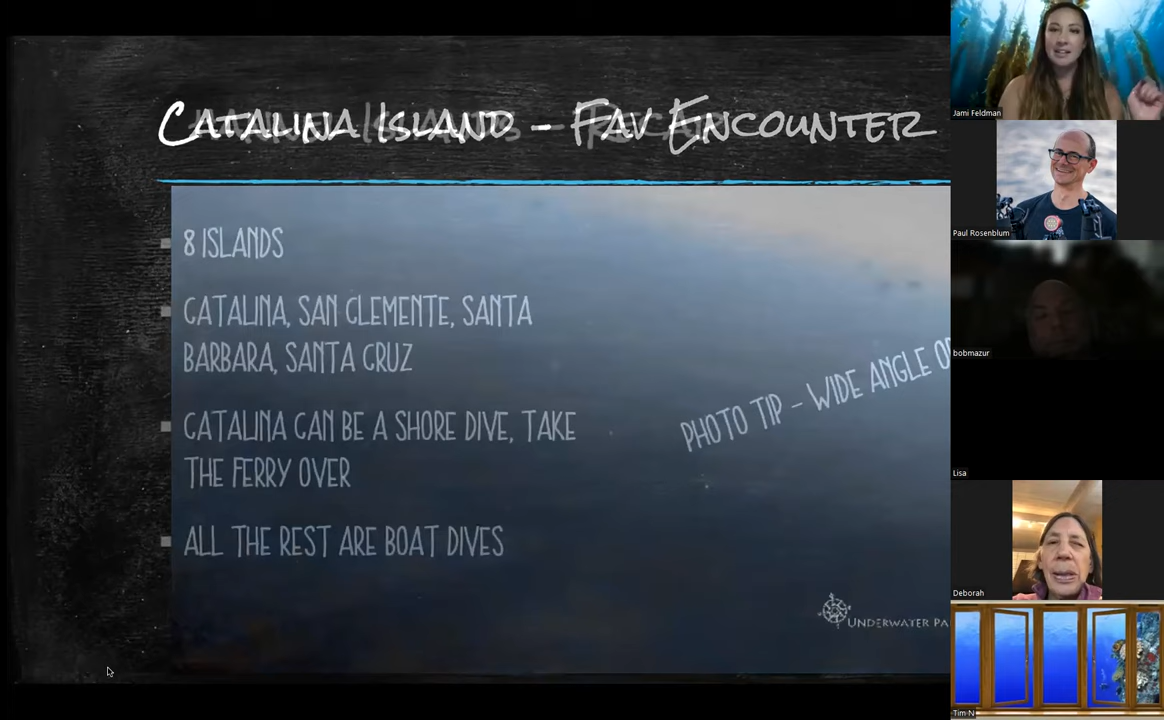 Catalina Island - Fav Encounter
8 ISLANDS
CATALINA, SAN CLEMENTE, SANTA
BARBARA, SANTA CRUZ
CATALINA CAN BE A SHORE DIVE, TAKE
THE FERRY OVER
ALL THE REST ARE BOAT DIVES
PHOTO TIP – WIDE ANGLE
UNDERWATER
Jami Feldman
Paul Rosenblum
bobmazur
Lisa
Deborah
Tim N